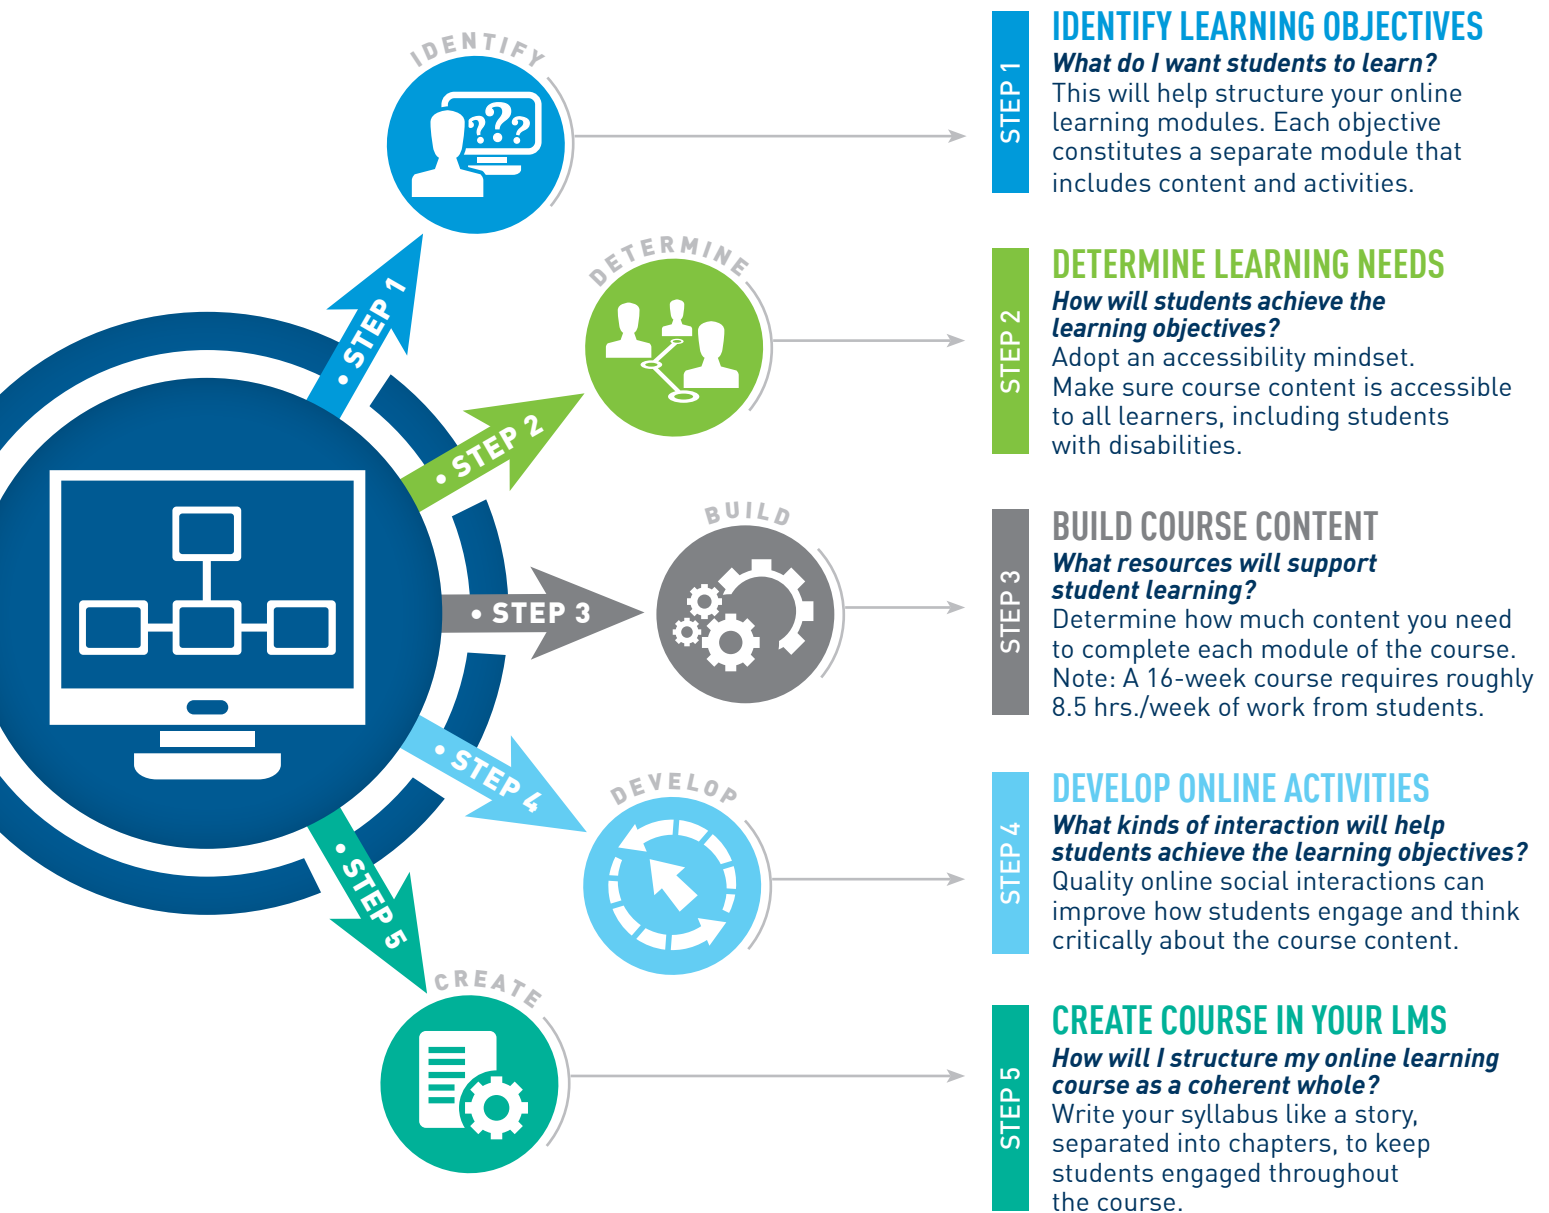 IDENTIFY
• STEP 1
STEP 1
IDENTIFY LEARNING OBJECTIVES
What do I want students to learn?
This will help structure your online
learning modules. Each objective
constitutes a separate module that
includes content and activities.
???
DETERMINE
• STEP 2
STEP 2
DETERMINE LEARNING NEEDS
How will students achieve the
learning objectives?
Adopt an accessibility mindset.
Make sure course content is accessible
to all learners, including students
with disabilities.
BUILD
• STEP 3
STEP 3
BUILD COURSE CONTENT
What resources will support
student learning?
Determine how much content you need
to complete each module of the course.
Note: A 16-week course requires roughly
8.5 hrs./week of work from students.
DEVELOP
• STEP 4
STEP 4
DEVELOP ONLINE ACTIVITIES
What kinds of interaction will help
students achieve the learning objectives?
Quality online social interactions can
improve how students engage and think
critically about the course content.
CREATE
• STEP 5
STEP 5
CREATE COURSE IN YOUR LMS
How will I structure my online learning
course as a coherent whole?
Write your syllabus like a story,
separated into chapters, to keep
students engaged throughout
the course.